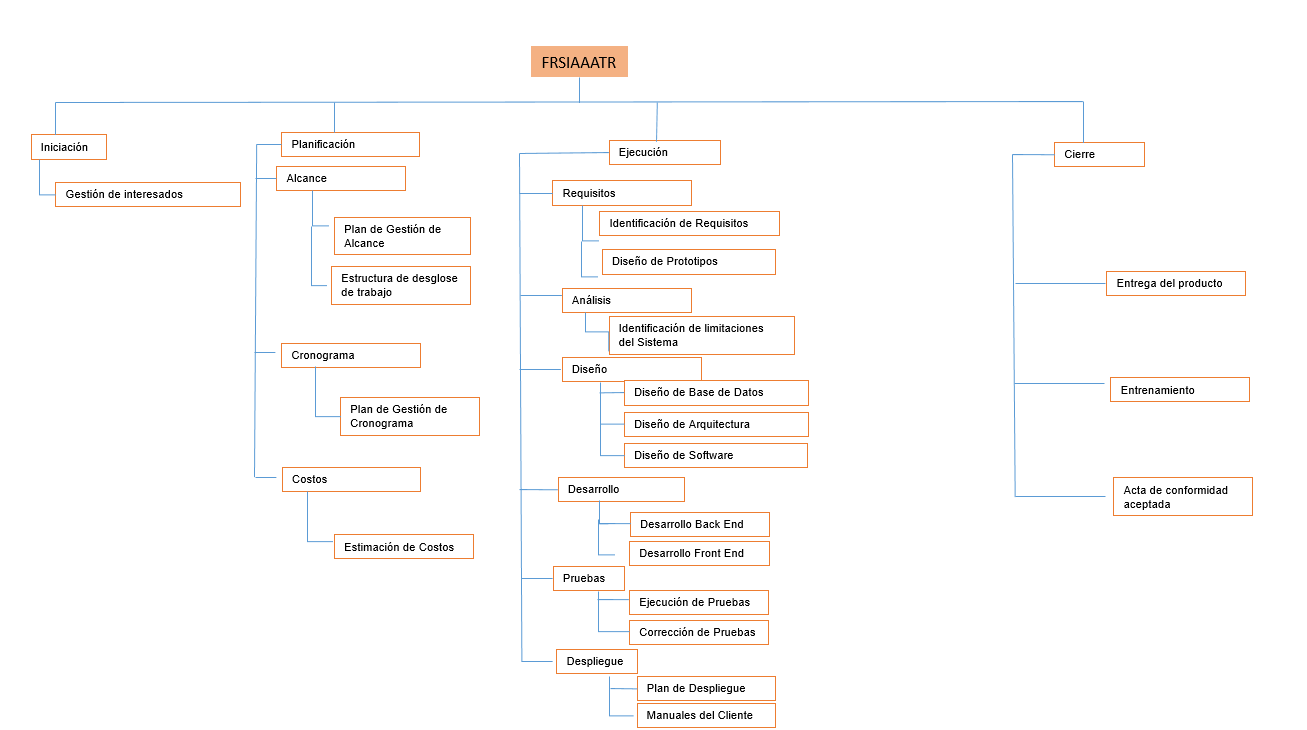 FRSIAAATR
Iniciación
Gestión de interesados
Planificación
Alcance
Plan de Gestión de
Alcance
Estructura de desglose
de trabajo
Cronograma
Plan de Gestión de
Cronograma
Costos
Estimación de Costos
Ejecución
Requisitos
Identificación de Requisitos
Diseño de Prototipos
Análisis
Identificación de limitaciones
del Sistema
Diseño
Diseño de Base de Datos
Diseño de Arquitectura
Diseño de Software
Desarrollo
Desarrollo Back End
Desarrollo Front End
Pruebas
Ejecución de Pruebas
Corrección de Pruebas
Despliegue
Plan de Despliegue
Manuales del Cliente
Cierre
Entrega del producto
Entrenamiento
Acta de conformidad
aceptada